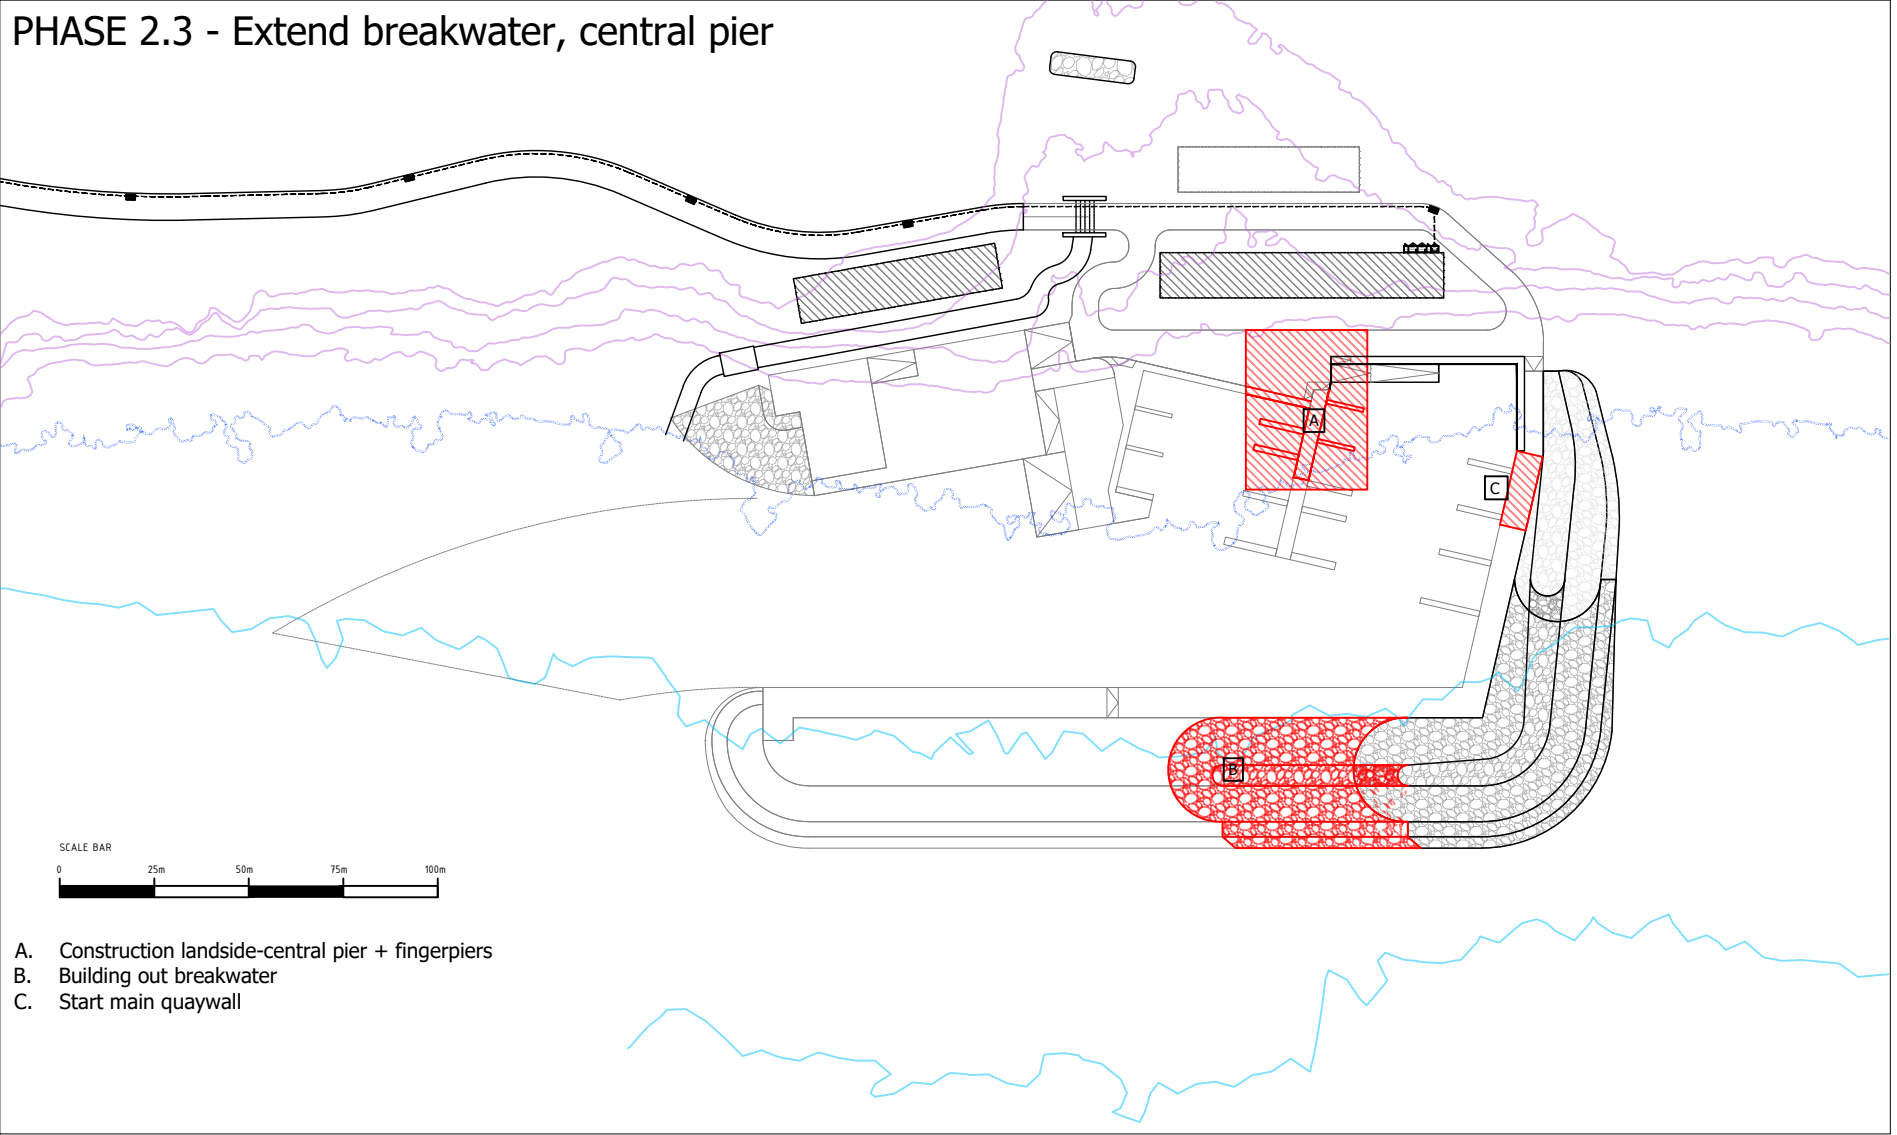 PHASE 2.3 - Extend breakwater, central pier
A
C
B
SCALE BAR
0 25m 50m 75m 100m
A. Construction landside-central pier + fingerpiers
B. Building out breakwater
C. Start main quaywall